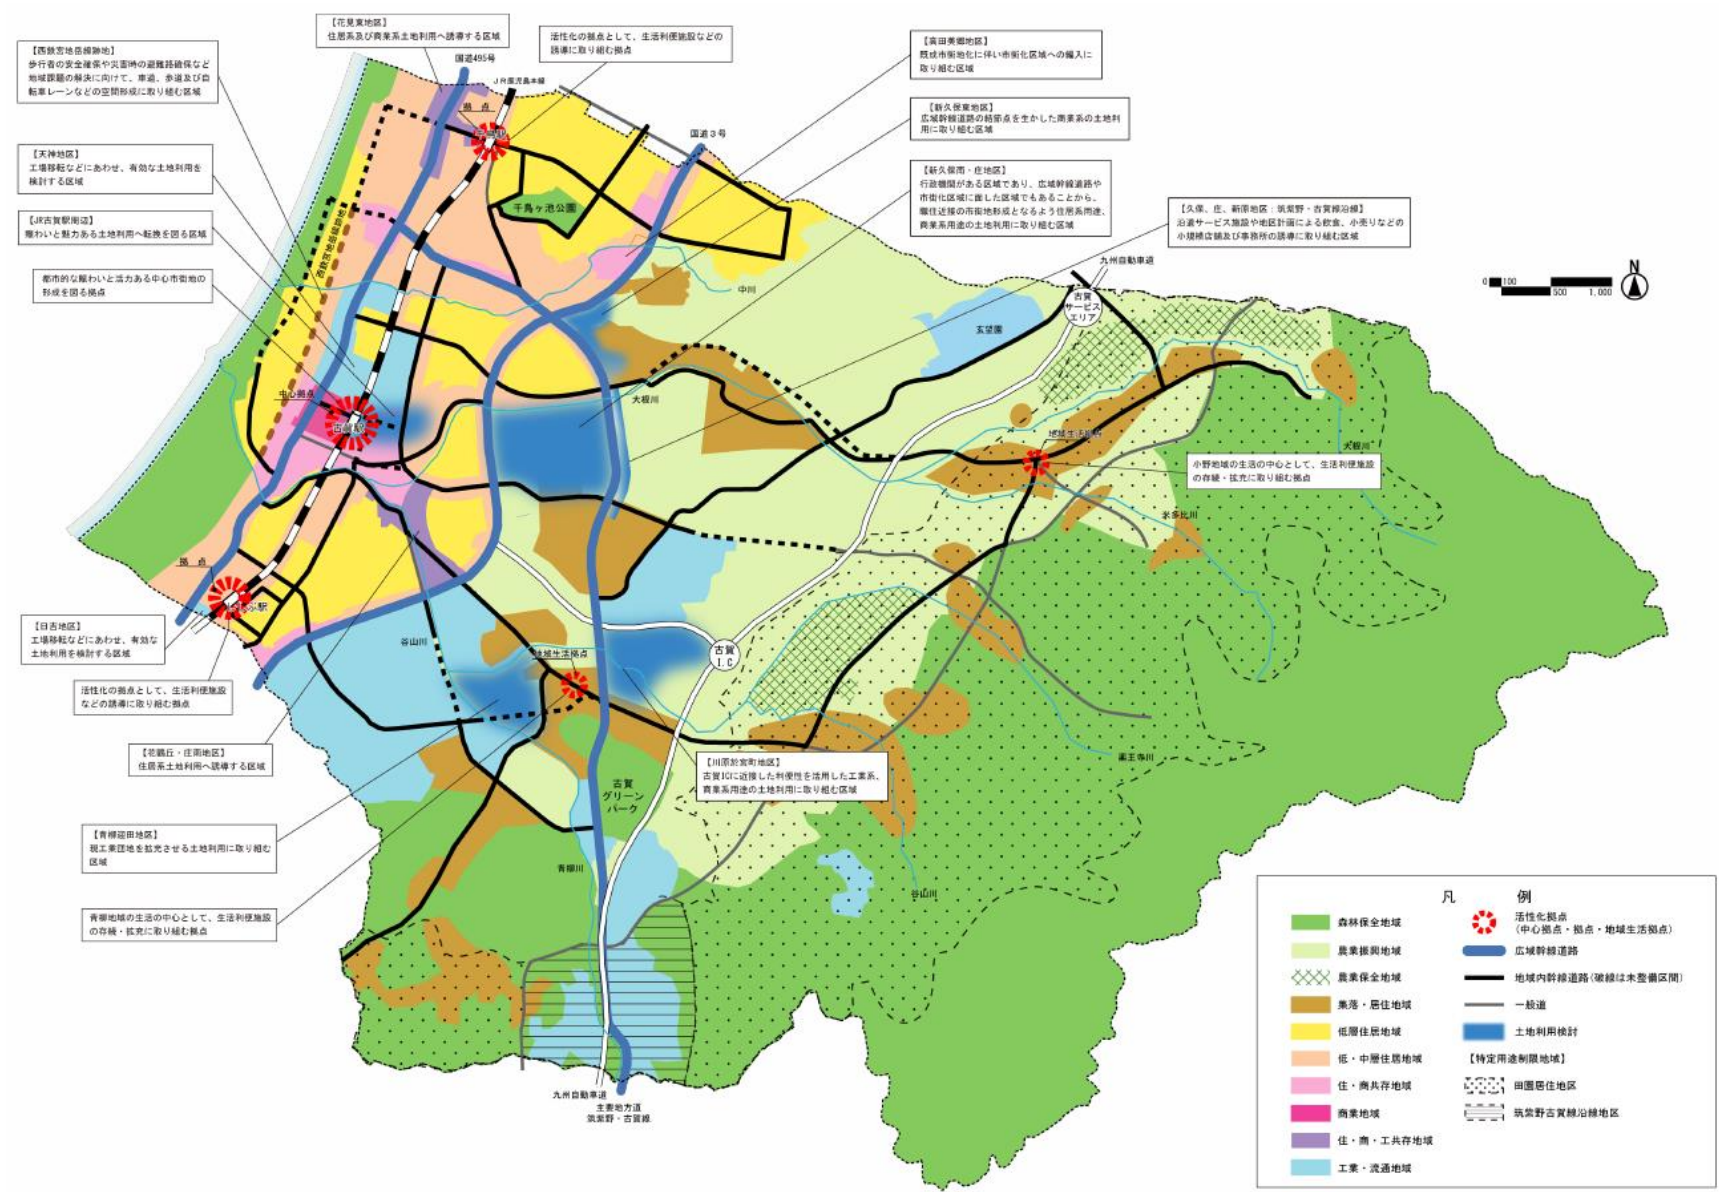 【花見東地区】
住居系及び商業系土地利用へ誘導する区域
活性化の拠点として、生活利便施設などの
誘導に取り組む拠点
【西鉄宮地岳線跡地】
歩行者の安全確保や災害時の避難路確保など
地域課題の解決に向けて、車道、歩道及び自
転車レーンなどの空間形成に取り組む区域
【高田美郷地区】
既成市街地化に伴い市街化区域への編入に
取り組む区域
【新久保東地区】
広域幹線道路の結節点を生かした商業系の土地利
用に取り組む区域
【天神地区】
工場移転などにあわせ、有効な土地利用を
検討する区域
【新久保南・庄地区】
行政機関がある区域であり、広域幹線道路や
市街化区域に面した区域でもあることから、
職住近接の市街地形成となるよう住居系用途、
商業系用途の土地利用に取り組む区域
【JR古賀駅周辺】
賑わいと魅力ある土地利用へ転換を図る区域
【久保、庄、新原地区：筑紫野・古賀線沿線】
沿道サービス施設や地区計画による飲食、小売りなどの
小規模店舗及び事務所の誘導に取り組む区域
都市的な賑わいと活力ある中心市街地の
形成を図る拠点
国道495号
JR鹿児島本線
拠　点
千鳥駅
国道3号
千鳥ヶ池公園
西鉄宮地岳線跡地
中川
九州自動車道
古賀
サービス
エリア
玄望園
0 100 500 1,000
N
中心拠点
古賀駅
大根川
地域生活拠点
大根川
小野地域の生活の中心として、生活利便施設
の存続・拡充に取り組む拠点
米多比川
拠　点
ししぶ駅
【日吉地区】
工場移転などにあわせ、有効な
土地利用を検討する区域
谷山川
地域生活拠点
古賀
I.C
活性化の拠点として、生活利便施設
などの誘導に取り組む拠点
【花鶴丘・庄南地区】
住居系土地利用へ誘導する区域
【川原於宮町地区】
古賀ICに近接した利便性を活用した工業系、
商業系用途の土地利用に取り組む区域
薬王寺川
古賀
グリーン
パーク
【青柳迎田地区】
現工業団地を拡充させる土地利用に取り組む
区域
青柳川
谷山川
青柳地域の生活の中心として、生活利便施設
の存続・拡充に取り組む拠点
九州自動車道
主要地方道
筑紫野・古賀線
凡　例
森林保全地域
農業振興地域
農業保全地域
集落・居住地域
低層住居地域
低・中層住居地域
住・商共存地域
商業地域
住・商・工共存地域
工業・流通地域
活性化拠点
(中心拠点・拠点・地域生活拠点)
広域幹線道路
地域内幹線道路(破線は未整備区間)
一般道
土地利用検討
【特定用途制限地域】
田園居住地区
筑紫野古賀線沿線地区